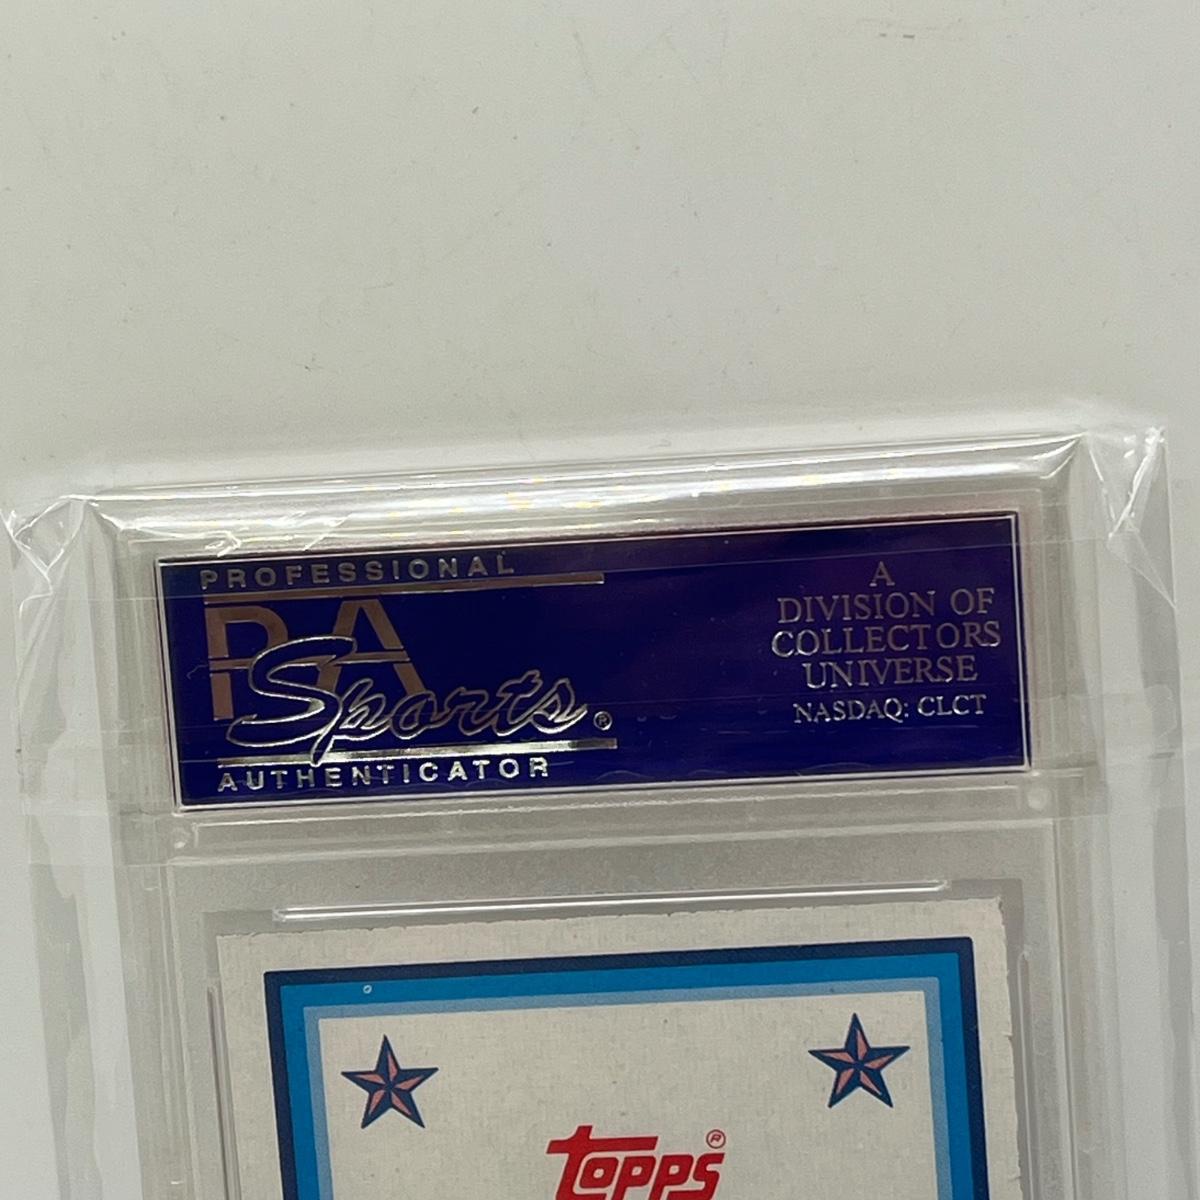 PROFESSIONAL
PSA
Sports®
AUTHENTICATOR
A
DIVISION OF
COLLECTORS
UNIVERSE
NASDAQ: CLCT
TOPPS®